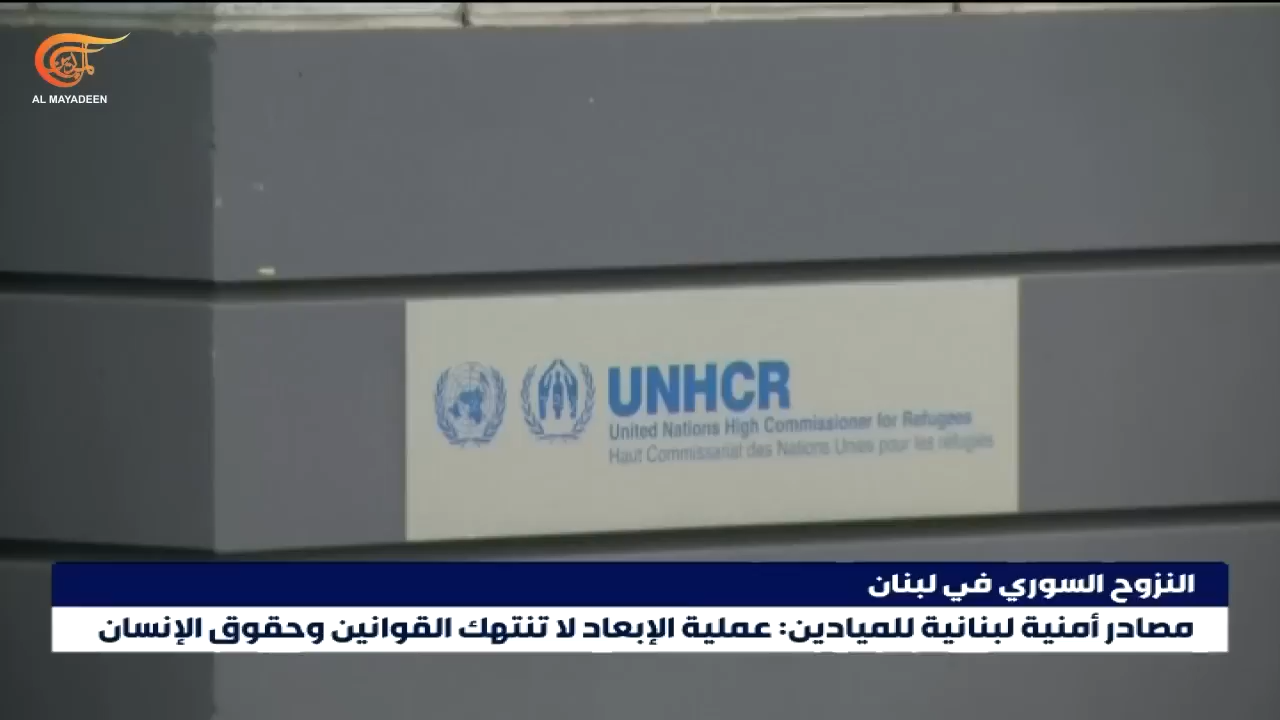 الميادين
AL MAYADEEN
UNHCR
United Nations High Commissioner for Refugees
Haut Commissariat des Nations Unies pour les réfugiés
النزوح السوري في لبنان
مصادر أمنية لبنانية للميادين: عملية الإبعاد لا تنتهك القوانين وحقوق الإنسان